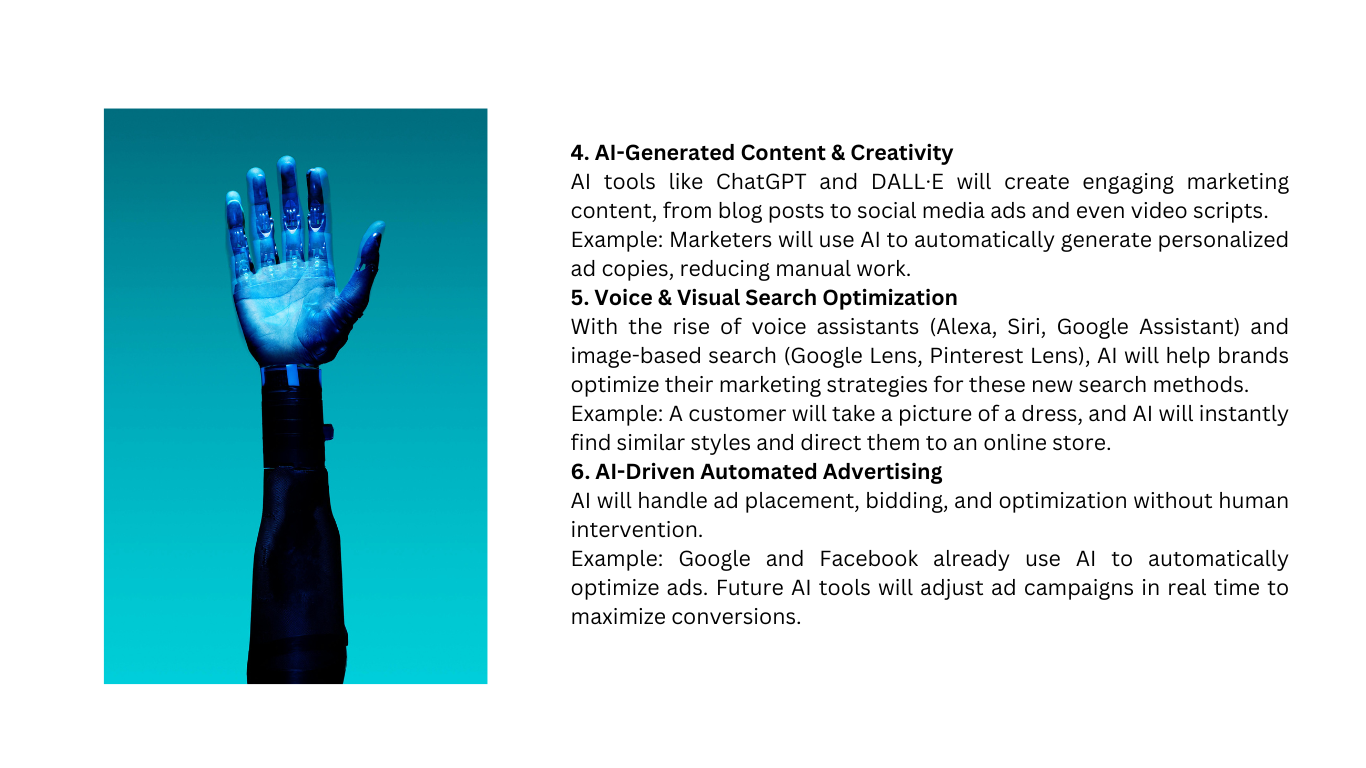 4. AI-Generated Content & Creativity
AI tools like ChatGPT and DALL·E will create engaging marketing
content, from blog posts to social media ads and even video scripts.
Example: Marketers will use AI to automatically generate personalized
ad copies, reducing manual work.
5. Voice & Visual Search Optimization
With the rise of voice assistants (Alexa, Siri, Google Assistant) and
image-based search (Google Lens, Pinterest Lens), AI will help brands
optimize their marketing strategies for these new search methods.
Example: A customer will take a picture of a dress, and AI will instantly
find similar styles and direct them to an online store.
6. AI-Driven Automated Advertising
AI will handle ad placement, bidding, and optimization without human
intervention.
Example: Google and Facebook already use AI to automatically
optimize ads. Future AI tools will adjust ad campaigns in real time to
maximize conversions.